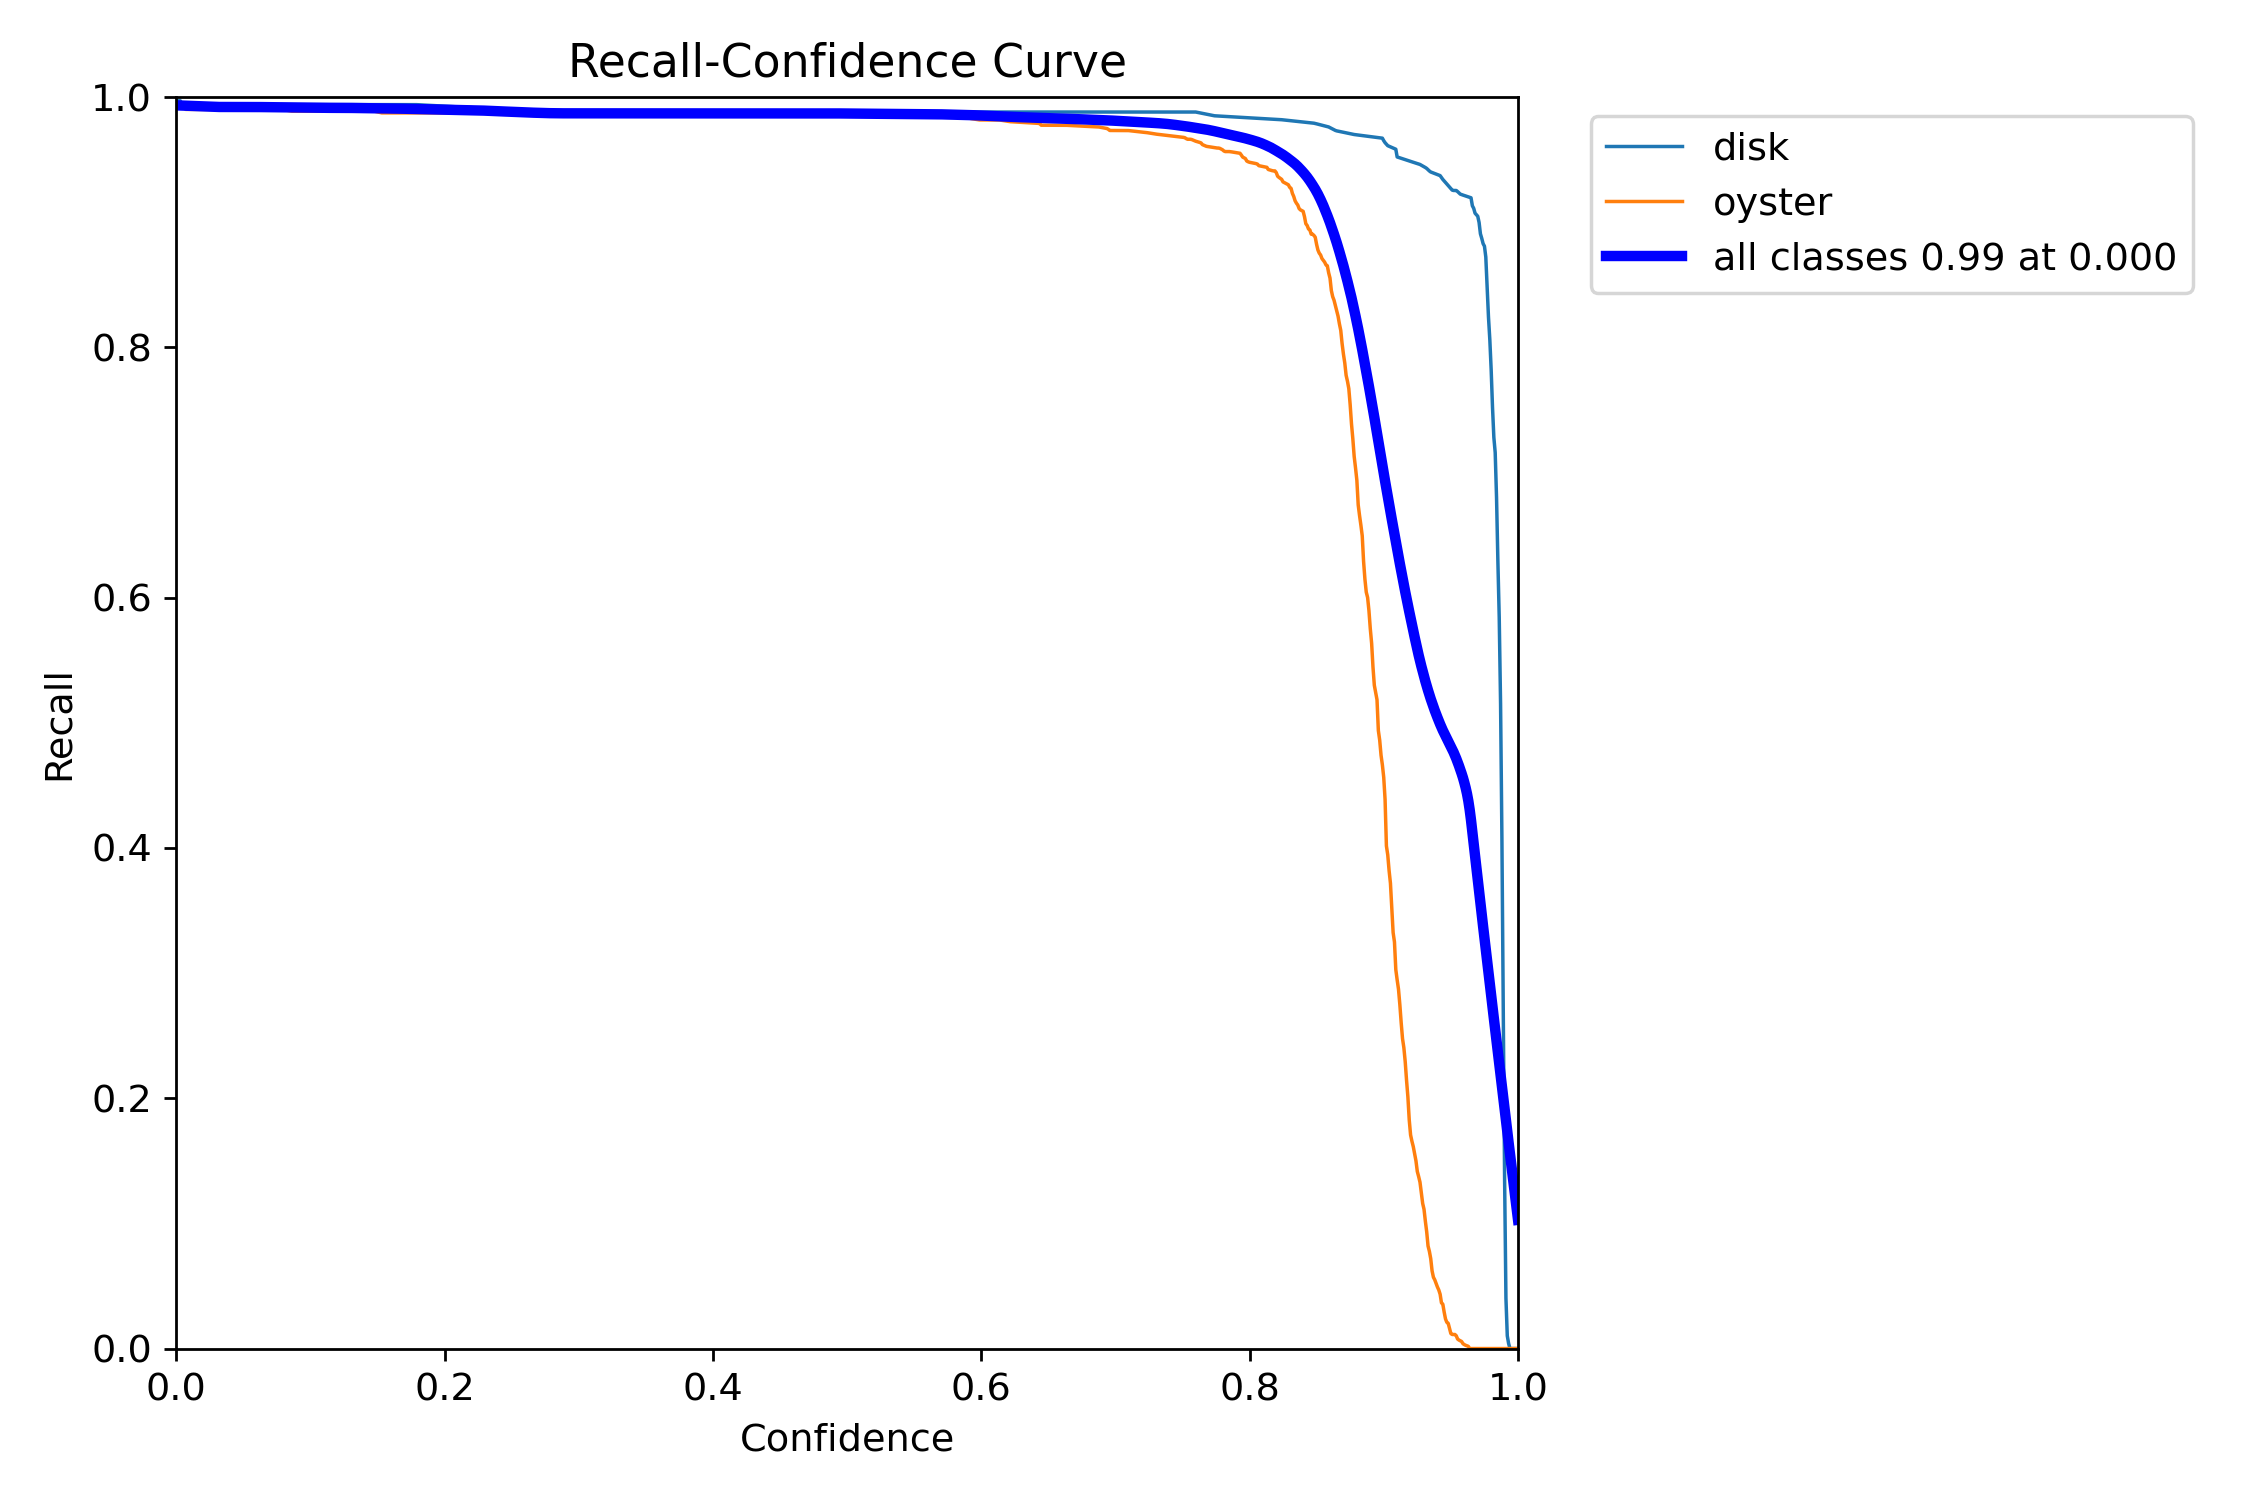 Recall-Confidence Curve
1.0
0.8
0.6
0.4
0.2
0.0
Recall
0.0 0.2 0.4 0.6 0.8 1.0
Confidence
disk
oyster
all classes 0.99 at 0.000